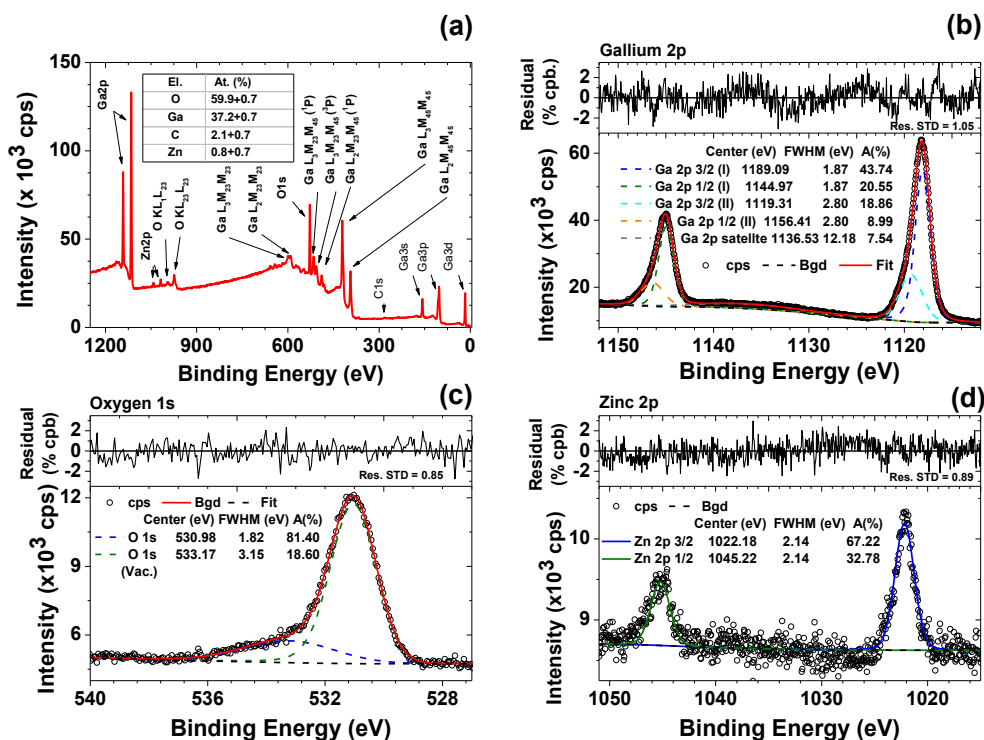 (a)
Intensity (x 10³ cps)
150
100
50
0
1200
900
600
300
0
Binding Energy (eV)
El. At. (%)
O 59.9+0.7
Ga 37.2+0.7
C 2.1+0.7
Zn 0.8+0.7
Ga2p
Zn2p
O KL₁L₂₃
O KL₂₃L₂₃
Ga L₃M₂₃M₂₃
Ga L₂M₂₃M₂₃
O1s
Ga L₃M₂₃M₄₅ (¹P)
Ga L₃M₂₃M₄₅ (³P)
Ga L₂M₂₃M₄₅ (¹P)
Ga L₃M₄₅M₄₅
Ga L₂M₄₅M₄₅
C1s
Ga3s
Ga3p
Ga3d
(b)
Gallium 2p
Residual
(% cpb.)
2
0
-2
Res. STD = 1.05
Intensity (x10³ cps)
60
40
20
Center (eV) FWHM (eV) A(%)
Ga 2p 3/2 (I) 1189.09 1.87 43.74
Ga 2p 1/2 (I) 1144.97 1.87 20.55
Ga 2p 3/2 (II) 1119.31 2.80 18.86
Ga 2p 1/2 (II) 1156.41 2.80 8.99
Ga 2p satellte 1136.53 12.18 7.54
cps Bgd Fit
1150
1140
1130
1120
Binding Energy (eV)
(c)
Oxygen 1s
Residual
(% cpb)
2
0
-2
Res. STD = 0.85
Intensity (x10³ cps)
12
9
6
cps Bgd Fit
Center (eV) FWHM (eV) A(%)
O 1s 530.98 1.82 81.40
O 1s 533.17 3.15 18.60
(Vac.)
540
536
531
528
Binding Energy (eV)
(d)
Zinc 2p
Residual
(% cpb)
2
0
-2
Res. STD = 0.89
Intensity (x10³ cps)
10
9
cps Bgd
Center (eV) FWHM (eV) A(%)
Zn 2p 3/2 1022.18 2.14 67.22
Zn 2p 1/2 1045.22 2.14 32.78
1050
1040
1030
1020
Binding Energy (eV)